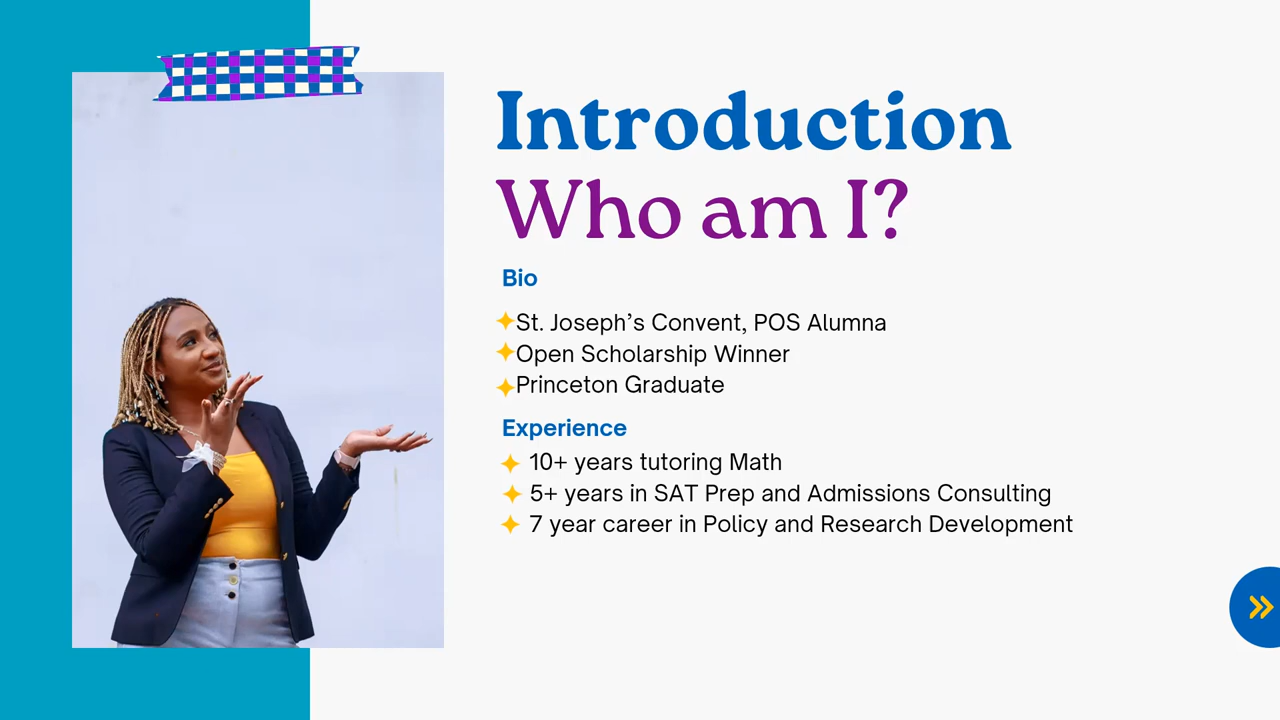 Introduction
Who am I?
Bio
St. Joseph’s Convent, POS Alumna
Open Scholarship Winner
Princeton Graduate
Experience
10+ years tutoring Math
5+ years in SAT Prep and Admissions Consulting
7 year career in Policy and Research Development